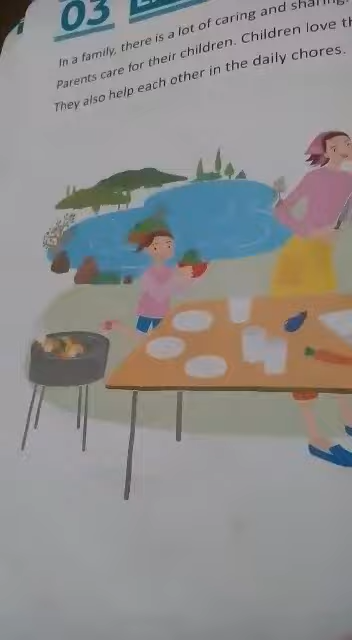 03
In a family, there is a lot of caring and sharing.
Parents care for their children. Children love
They also help each other in the daily chores.